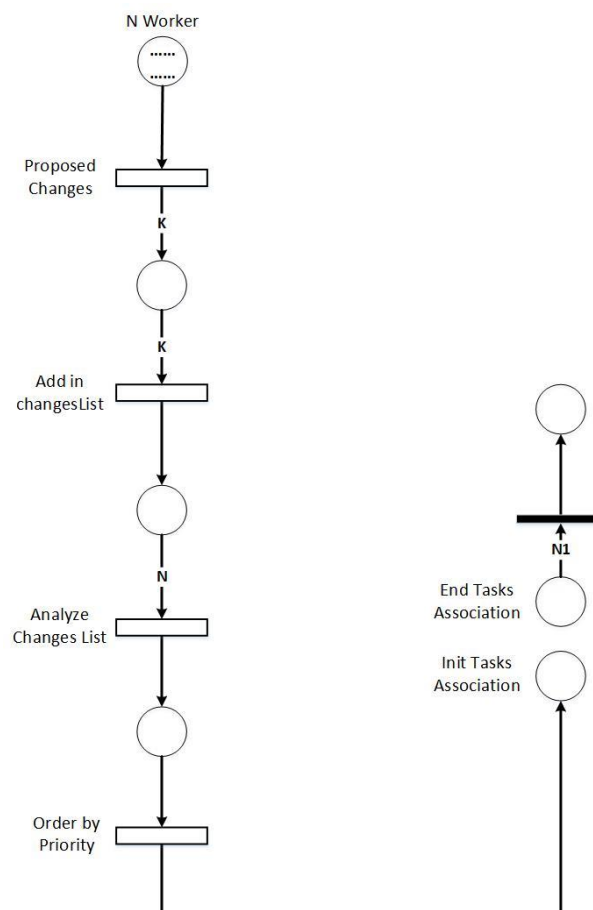 N Worker
Proposed
Changes
K
K
Add in
changesList
N
Analyze
Changes List
Order by
Priority
N1
End Tasks
Association
Init Tasks
Association